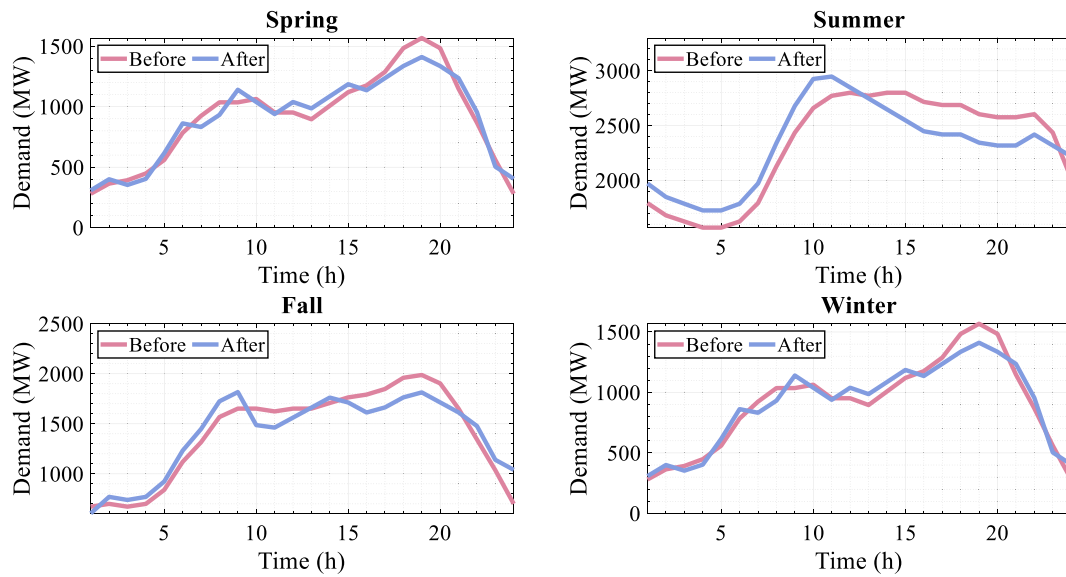 Spring
Before After
Demand (MW)
1500
1000
500
0
5 10 15 20
Time (h)
Summer
Before After
Demand (MW)
3000
2500
2000
5 10 15 20
Time (h)
Fall
Before After
Demand (MW)
2500
2000
1500
1000
5 10 15 20
Time (h)
Winter
Before After
Demand (MW)
1500
1000
500
0
5 10 15 20
Time (h)